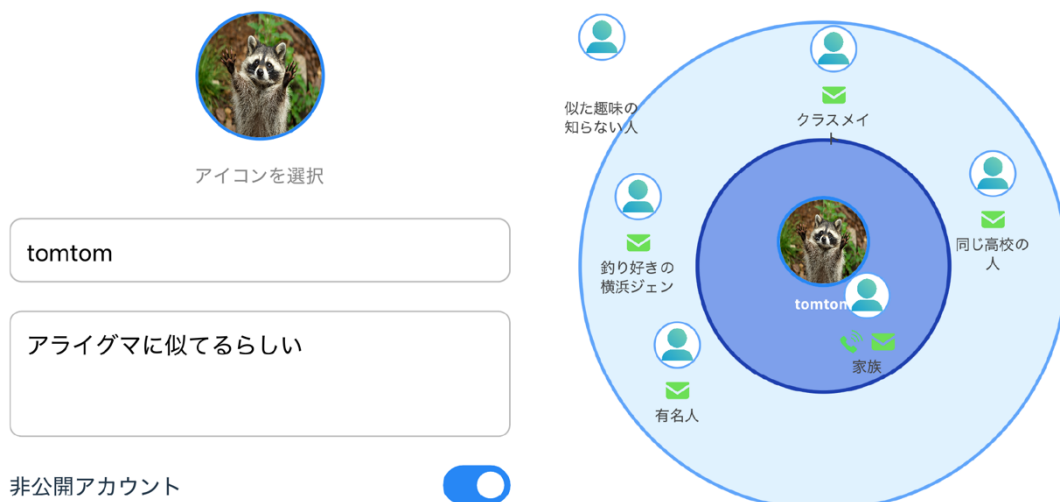 アイコンを選択
tomtom
アライグマに似てるらしい
非公開アカウント
似た趣味の
知らない人
クラスメイ
ト
釣り好きの
横浜ジェン
同じ高校の
人
tomtom
家族
有名人